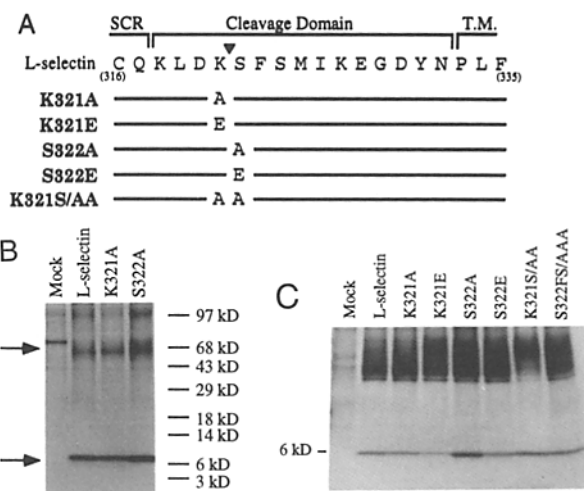 A
SCR Cleavage Domain T.M.
L-selectin C Q K L D K S F S M I K E G D Y N P L F
(316) (335)
K321A A
K321E E
S322A A
S322E E
K321S/AA A A
B
Mock L-selectin K321A S322A
97 kD
68 kD
43 kD
29 kD
18 kD
14 kD
6 kD
3 kD
C
Mock L-selectin K321A K321E S322A S322E K321S/AA S322FS/AAA
6 kD